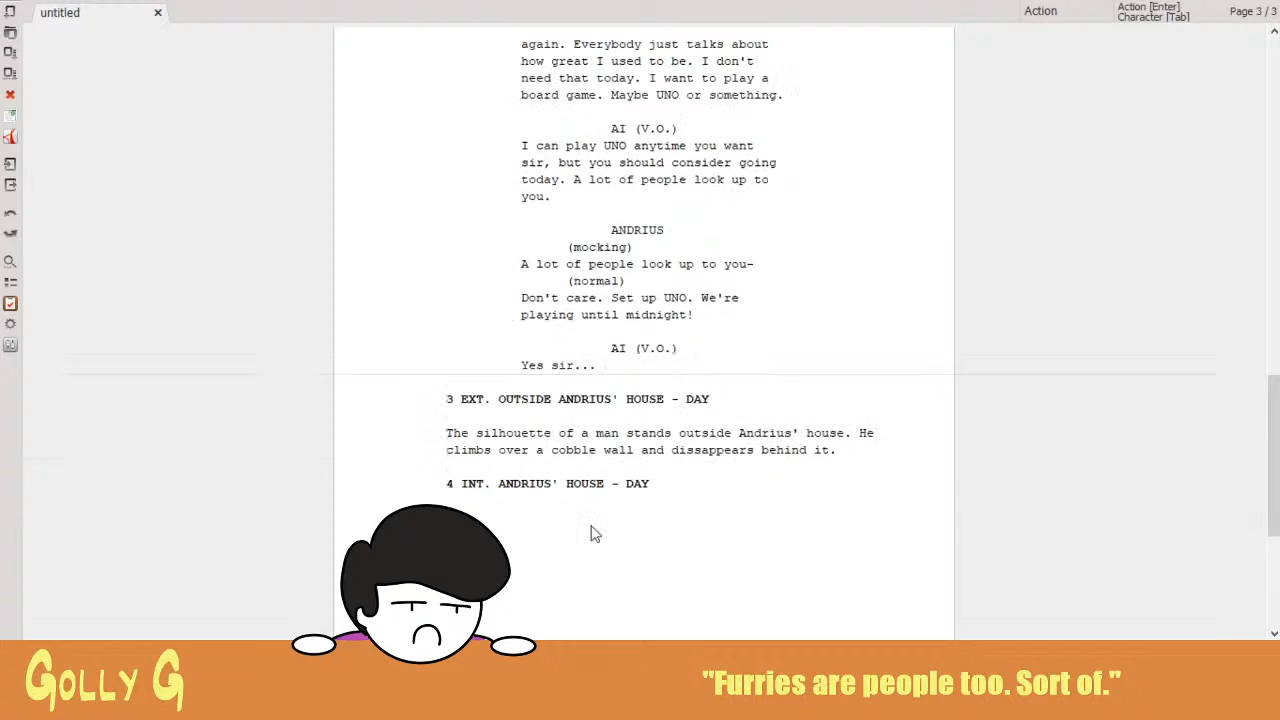 untitled
Action
Action [Enter]
Character [Tab]
Page 3 / 3
again. Everybody just talks about
how great I used to be. I don't
need that today. I want to play a
board game. Maybe UNO or something.
AI (V.O.)
I can play UNO anytime you want
sir, but you should consider going
today. A lot of people look up to
you.
ANDRIUS
(mocking)
A lot of people look up to you-
(normal)
Don't care. Set up UNO. We're
playing until midnight!
AI (V.O.)
Yes sir...
3 EXT. OUTSIDE ANDRIUS' HOUSE - DAY
The silhouette of a man stands outside Andrius' house. He
climbs over a cobble wall and dissappears behind it.
4 INT. ANDRIUS' HOUSE - DAY
GOLLY G
"Furries are people too. Sort of."